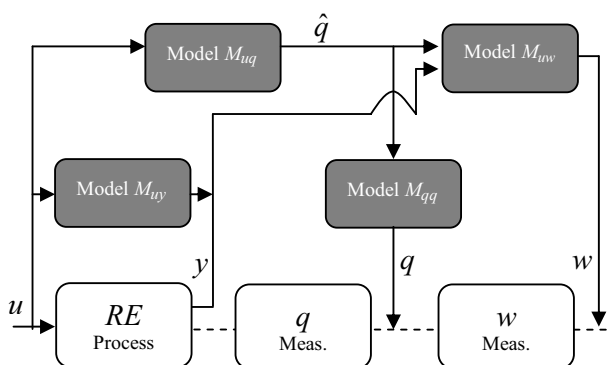 q̂
Model M_uq
Model M_uw
Model M_uy
Model M_qq
y
q
w
u
RE
Process
q
Meas.
w
Meas.